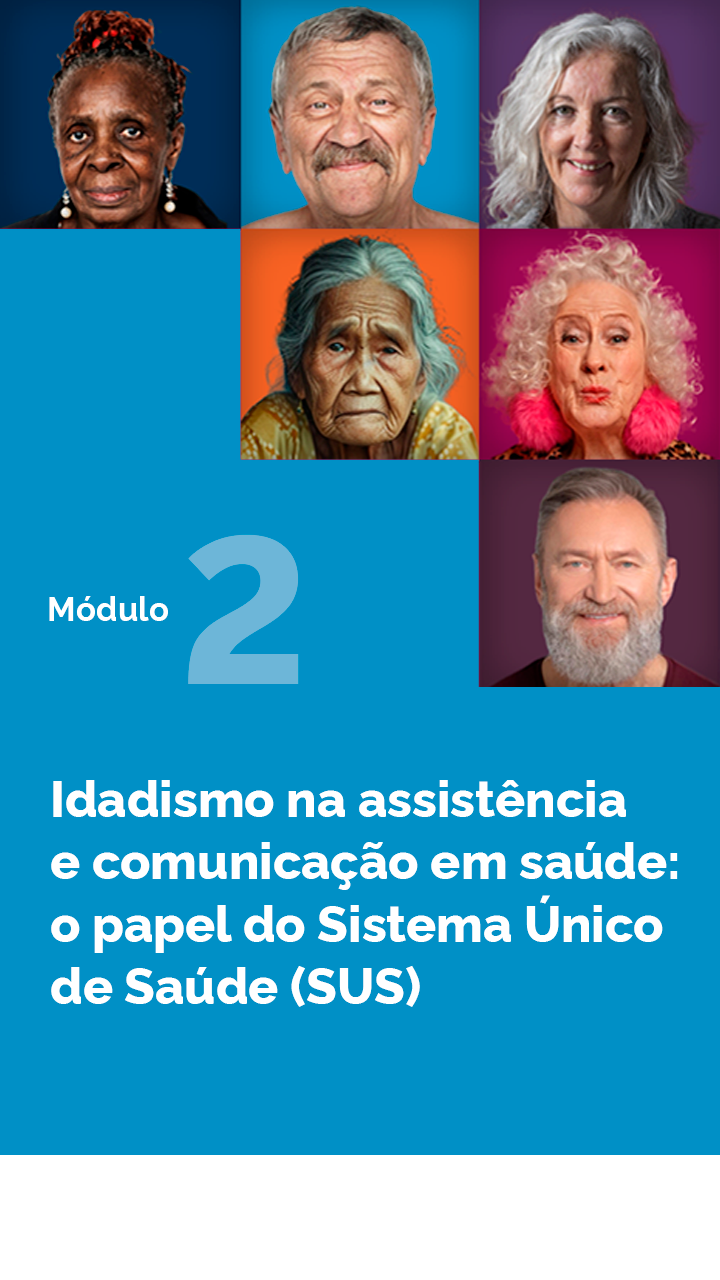 Módulo 2
Idadismo na assistência
e comunicação em saúde:
o papel do Sistema Único
de Saúde (SUS)